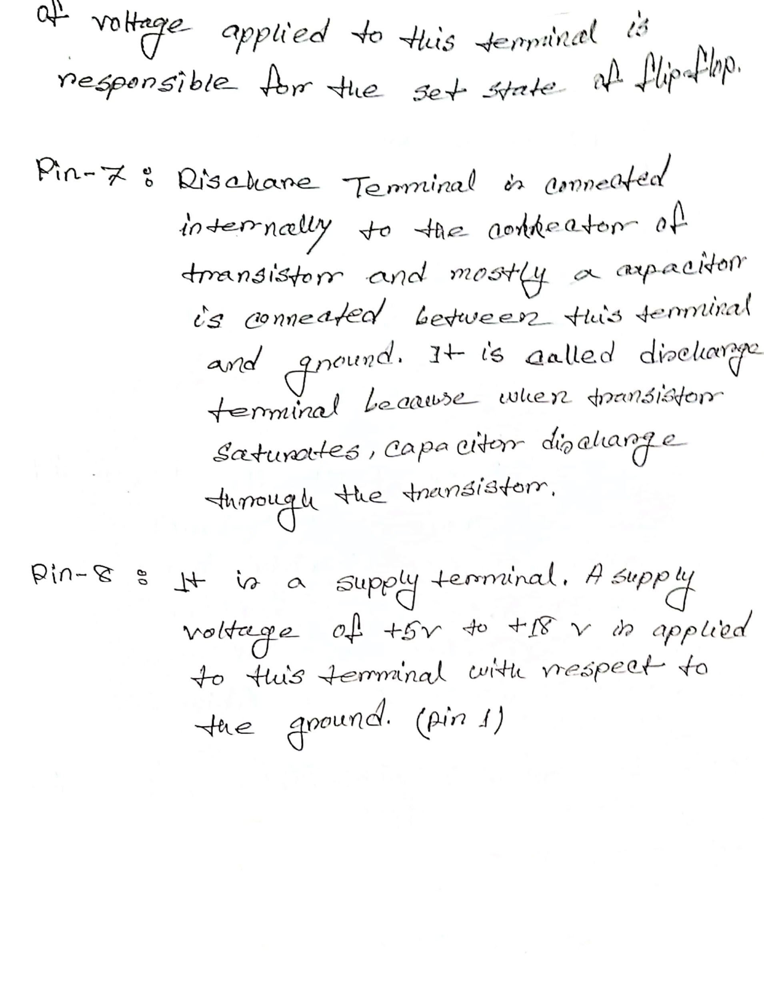 of voltage applied to this terminal is
responsible for the set state of flip-flop.
Pin-7 : Dischare Terminal is connected
internally to the of
transistor and mostly a capacitor
is connected between this terminal
and ground. It is called discharge
terminal because when transistor
saturates, capacitor discharge
through the transistor.
Pin-8 : It is a supply terminal. A supply
voltage of +5v to +18 v is applied
to this terminal with respect to
the ground. (pin 1)